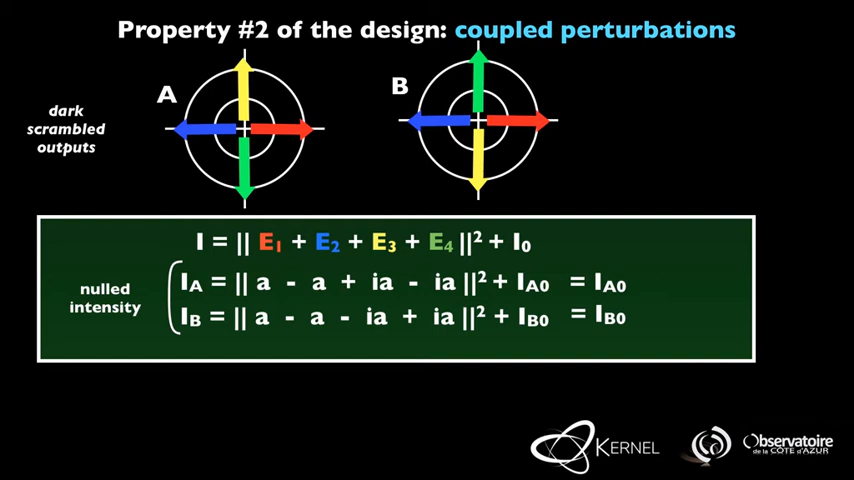 Property #2 of the design: coupled perturbations
A
B
dark
scrambled
outputs
I = || E₁ + E₂ + E₃ + E₄ ||² + I₀
nulled
intensity
I_A = || a - a + ia - ia ||² + I_A0 = I_A0
I_B = || a - a - ia + ia ||² + I_B0 = I_B0
KERNEL
Observatoire
de la CÔTE d'AZUR